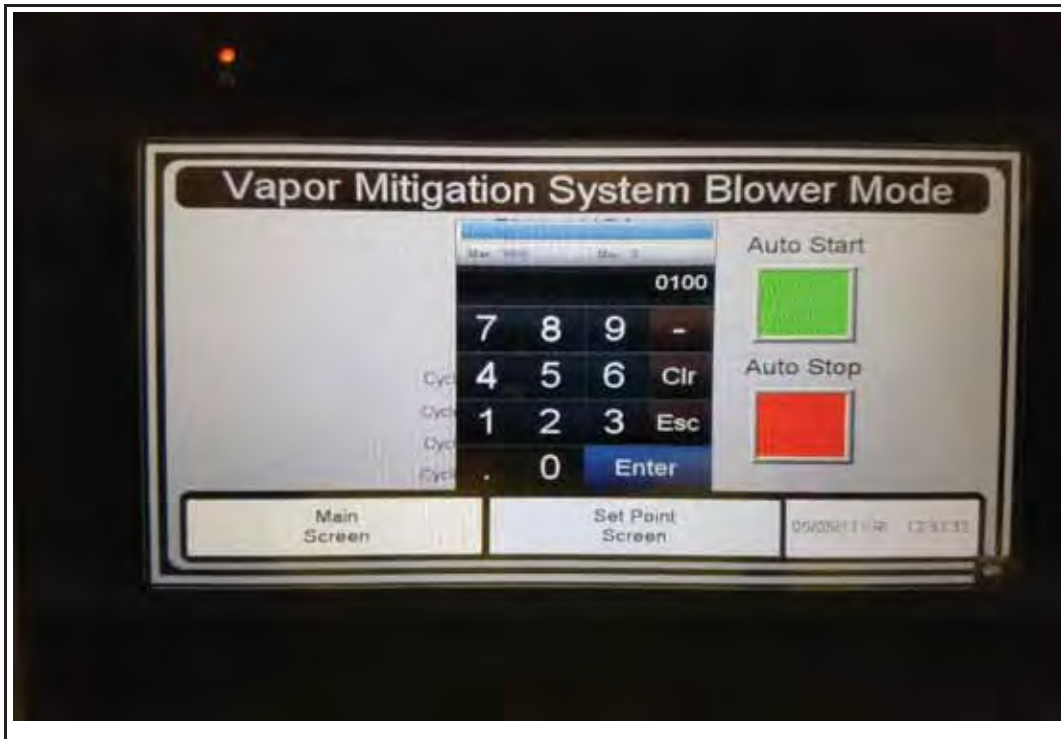 Vapor Mitigation System Blower Mode
Auto Start
0100
7 8 9 -
4 5 6 Clr
Auto Stop
1 2 3 Esc
. 0 Enter
Main
Screen
Set Point
Screen